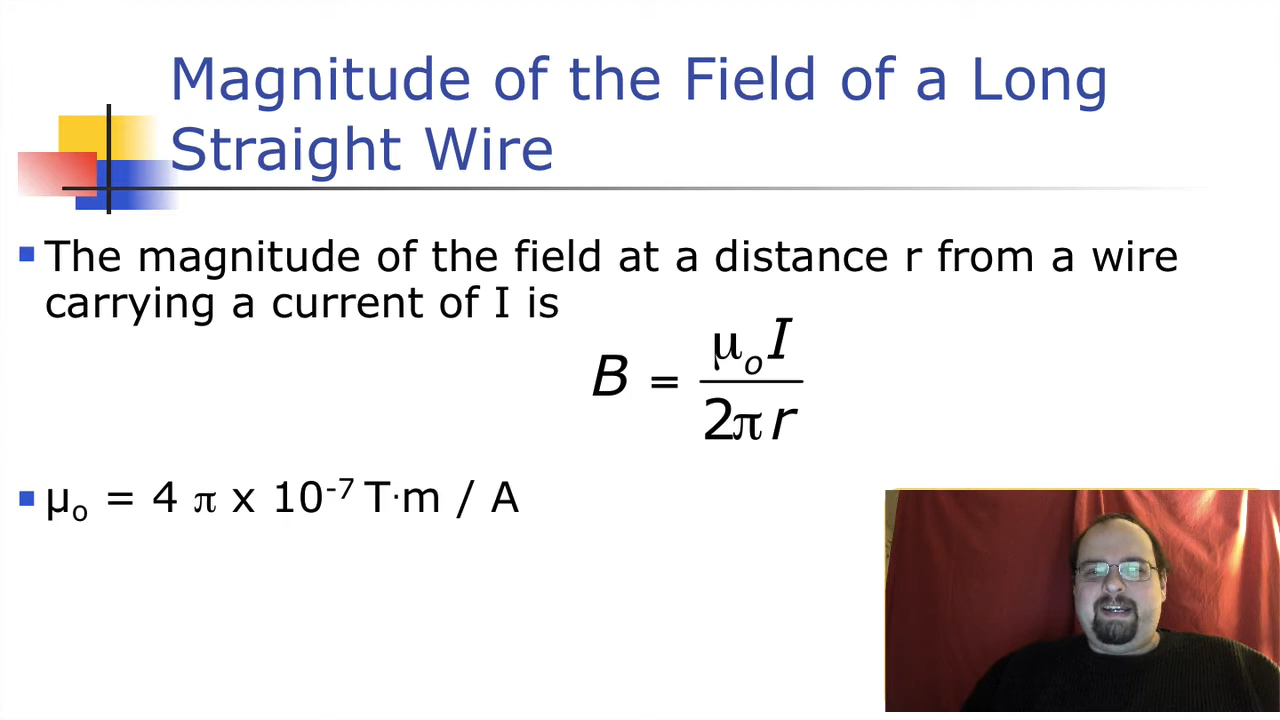 Magnitude of the Field of a Long
Straight Wire
The magnitude of the field at a distance r from a wire
carrying a current of I is
B = μₒI / 2πr
μₒ = 4 π x 10⁻⁷ T·m / A